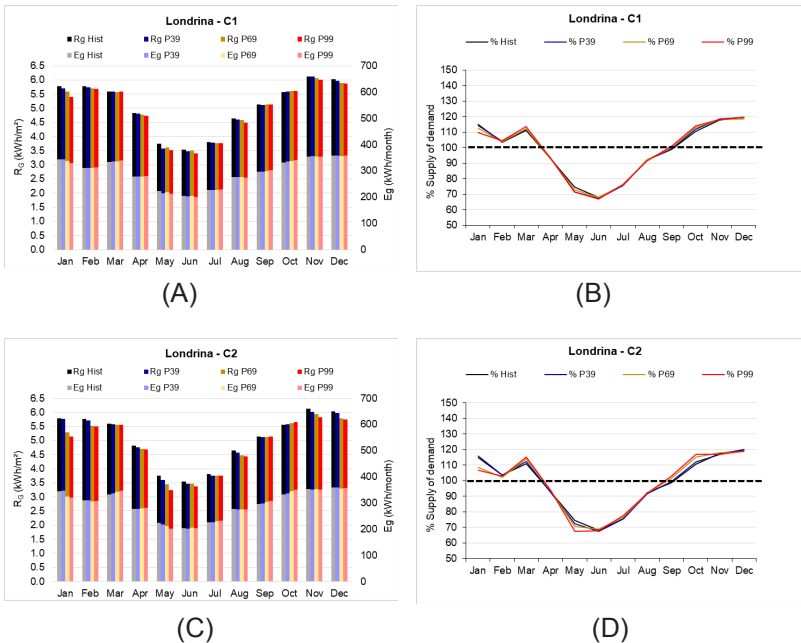 Londrina - C1
Rg Hist Rg P39 Rg P69 Rg P99
Eg Hist Eg P39 Eg P69 Eg P99
6.5 700
6.0
5.5 600
5.0
4.5 500
4.0
3.5 400
3.0
2.5 300
2.0
1.5 200
1.0
0.5 100
0.0 0
R_G (kWh/m²)
Eg (kWh/month)
Jan Feb Mar Apr May Jun Jul Aug Sep Oct Nov Dec
(A)
Londrina - C1
% Hist % P39 % P69 % P99
150
140
130
120
110
100
90
80
70
60
50
% Supply of demand
Jan Feb Mar Apr May Jun Jul Aug Sep Oct Nov Dec
(B)
Londrina - C2
Rg Hist Rg P39 Rg P69 Rg P99
Eg Hist Eg P39 Eg P69 Eg P99
6.5 700
6.0
5.5 600
5.0
4.5 500
4.0
3.5 400
3.0
2.5 300
2.0
1.5 200
1.0
0.5 100
0.0 0
R_G (kWh/m²)
Eg (kWh/month)
Jan Feb Mar Apr May Jun Jul Aug Sep Oct Nov Dec
(C)
Londrina - C2
% Hist % P39 % P69 % P99
150
140
130
120
110
100
90
80
70
60
50
% Supply of demand
Jan Feb Mar Apr May Jun Jul Aug Sep Oct Nov Dec
(D)